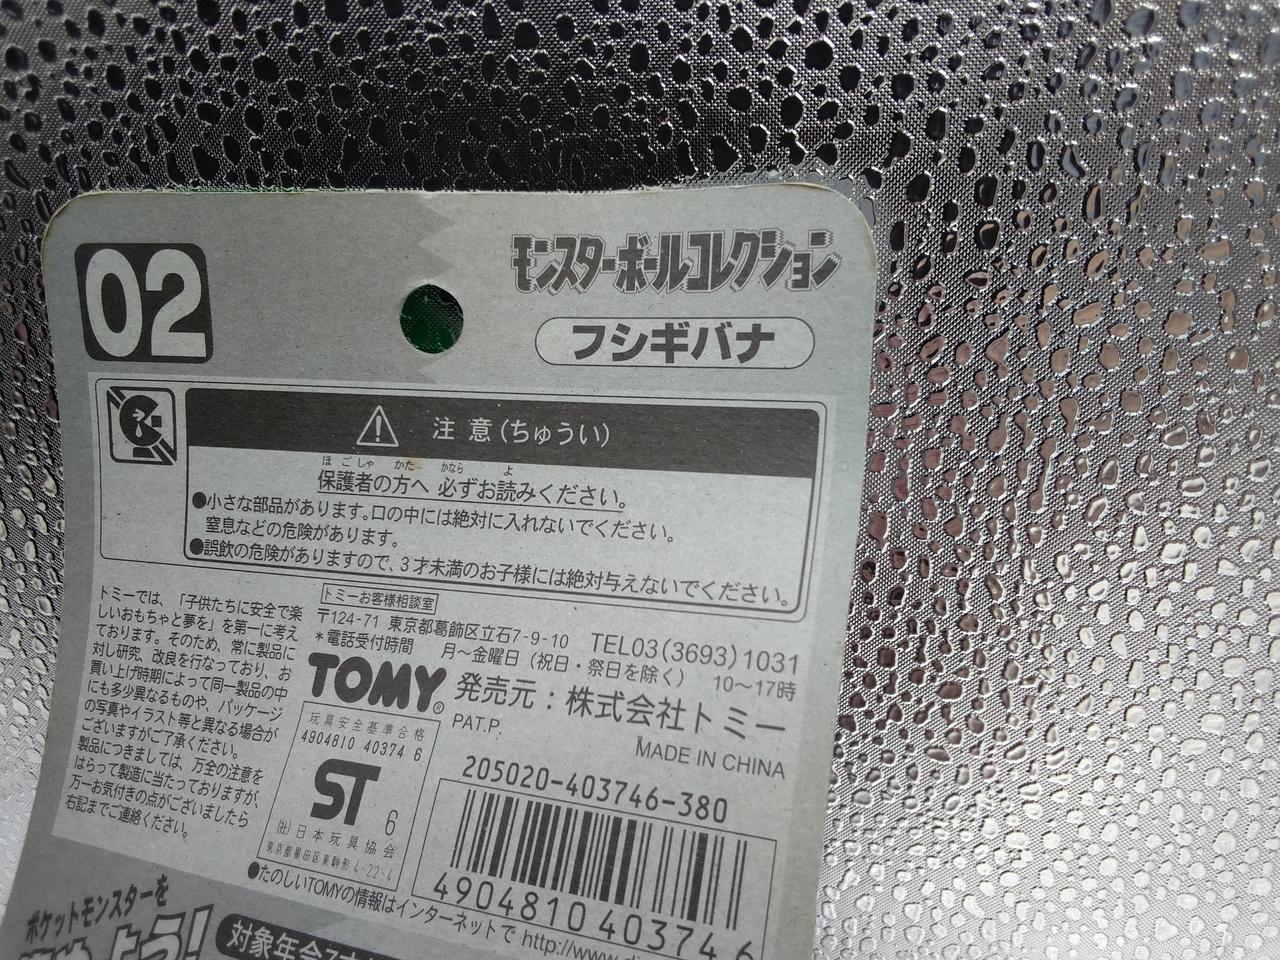 02
モンスターボールコレクション
フシギバナ
注意(ちゅうい)
ほごしゃ かた かなら よ
保護者の方へ 必ずお読みください。
●小さな部品があります。口の中には絶対に入れないでください。
窒息などの危険があります。
●誤飲の危険がありますので、3才未満のお子様には絶対与えないでください。
トミーでは、「子供たちに安全で楽
しいおもちゃと夢を」を第一に考え
ております。そのため、常に製品に
対し研究、改良を行なっており、お
買い上げ時期によって同一製品の中
にも多少異なるものや、パッケージ
の写真やイラスト等と異なる場合が
ございますがご了承ください。
製品につきましては、万全の注意を
はらって製造に当たっておりますが、
万一お気付きの点がございましたら
右記までご連絡ください。
トミーお客様相談室
〒124-71 東京都葛飾区立石7-9-10 TEL03(3693)1031
*電話受付時間 月~金曜日(祝日・祭日を除く) 10~17時
TOMY® 発売元:株式会社トミー
PAT.P.
MADE IN CHINA
玩具安全基準合格
4904810 40374 6
ST 6
(社)日本玩具協会
東京都墨田区東駒形4-22-4
205020-403746-380
4904810 403746
●たのしいTOMYの情報はインターネットで http://www.
ポケットモンスターを
よう!
対象年令7才